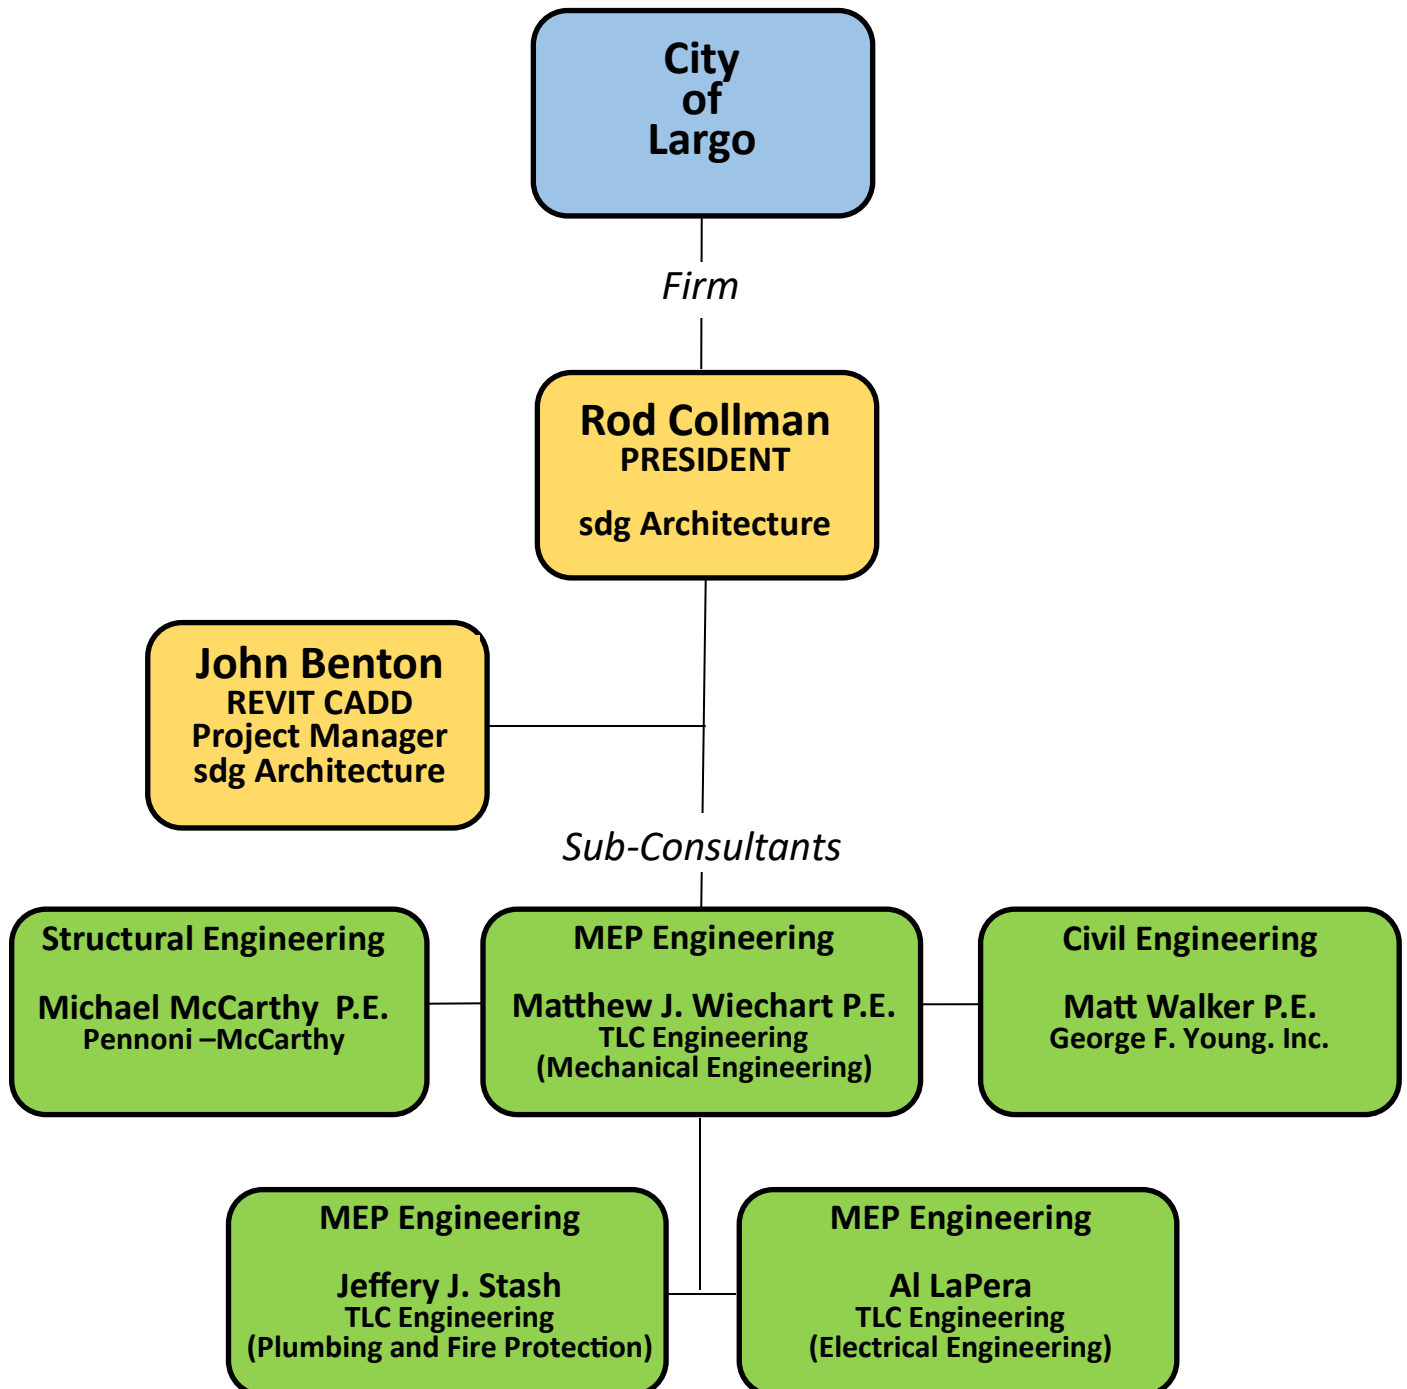 City
of
Largo
Firm
Rod Collman
PRESIDENT
sdg Architecture
John Benton
REVIT CADD
Project Manager
sdg Architecture
Sub-Consultants
Structural Engineering
Michael McCarthy  P.E.
Pennoni –McCarthy
MEP Engineering
Matthew J. Wiechart P.E.
TLC Engineering
(Mechanical Engineering)
Civil Engineering
Matt Walker P.E.
George F. Young. Inc.
MEP Engineering
Jeffery J. Stash
TLC Engineering
(Plumbing and Fire Protection)
MEP Engineering
Al LaPera
TLC Engineering
(Electrical Engineering)